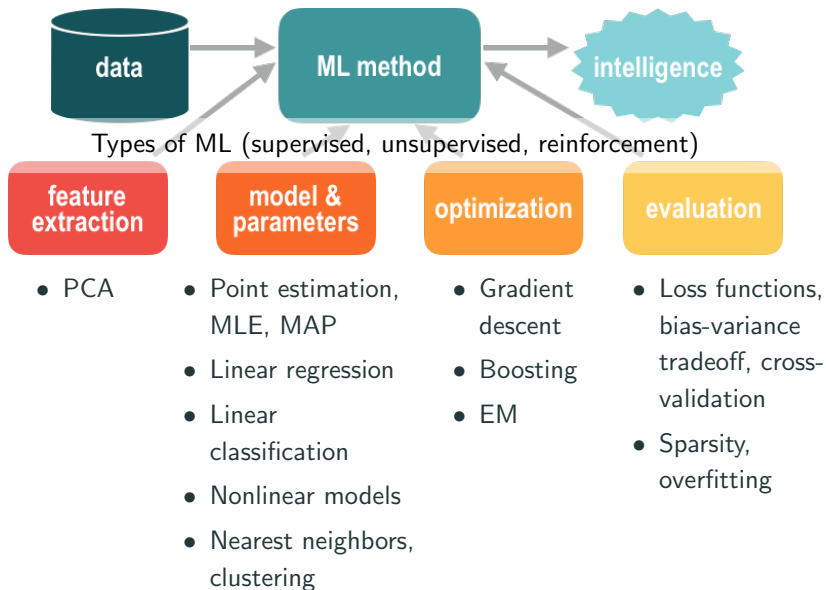 data
ML method
intelligence
Types of ML (supervised, unsupervised, reinforcement)
feature
extraction
model &
parameters
optimization
evaluation
• PCA
• Point estimation,
MLE, MAP
• Linear regression
• Linear
classification
• Nonlinear models
• Nearest neighbors,
clustering
• Gradient
descent
• Boosting
• EM
• Loss functions,
bias-variance
tradeoff, cross-
validation
• Sparsity,
overfitting